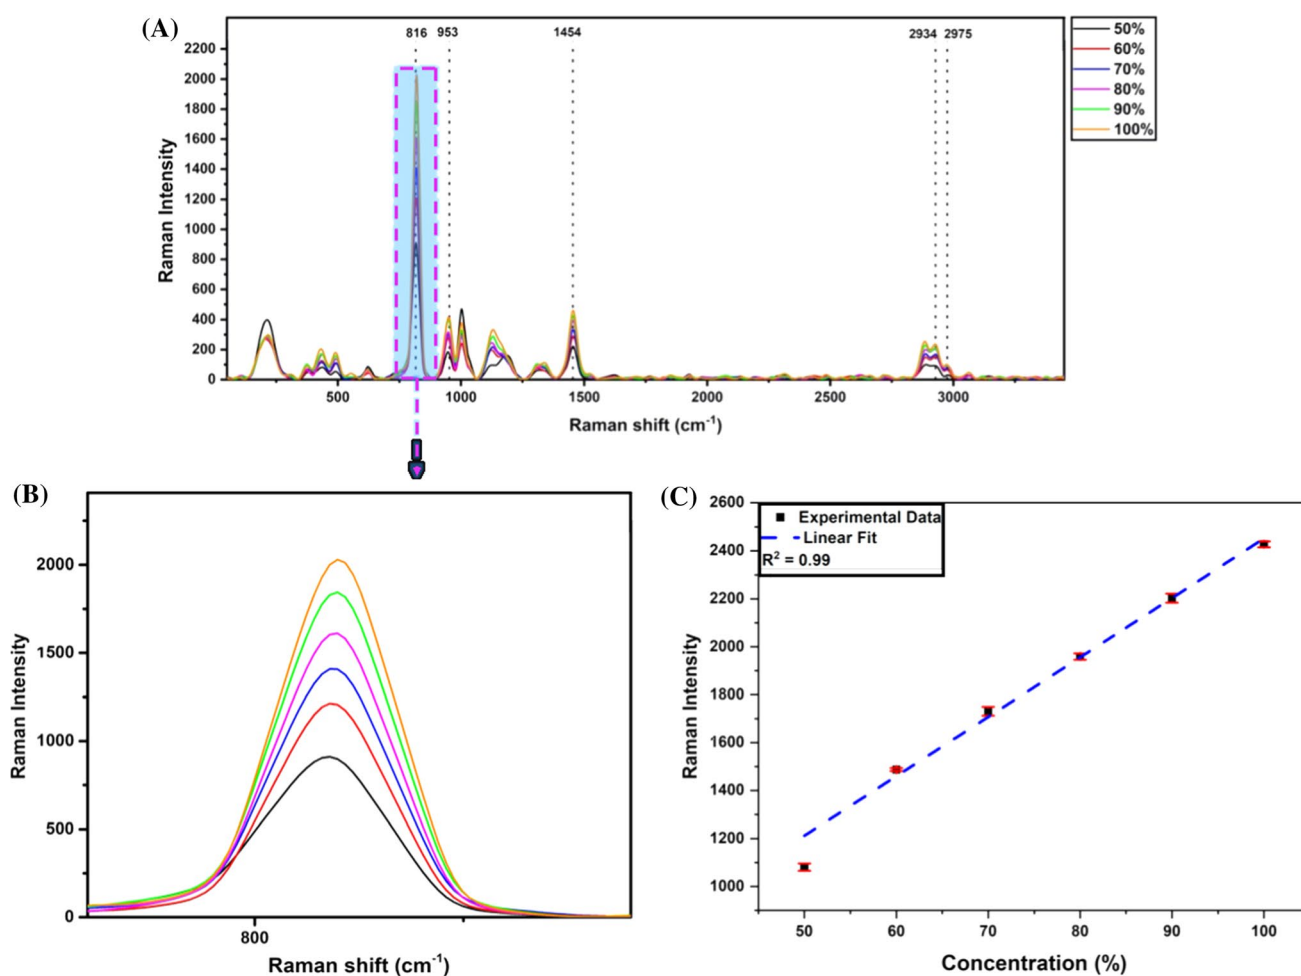 (A)
816 953 1454 2934 2975
50%
60%
70%
80%
90%
100%
2200
2000
1800
1600
1400
1200
1000
800
600
400
200
0
Raman Intensity
500 1000 1500 2000 2500 3000
Raman shift (cm⁻¹)
(B)
2000
1500
1000
500
0
Raman Intensity
800
Raman shift (cm⁻¹)
(C)
Experimental Data
Linear Fit
R² = 0.99
2600
2400
2200
2000
1800
1600
1400
1200
1000
Raman Intensity
50 60 70 80 90 100
Concentration (%)